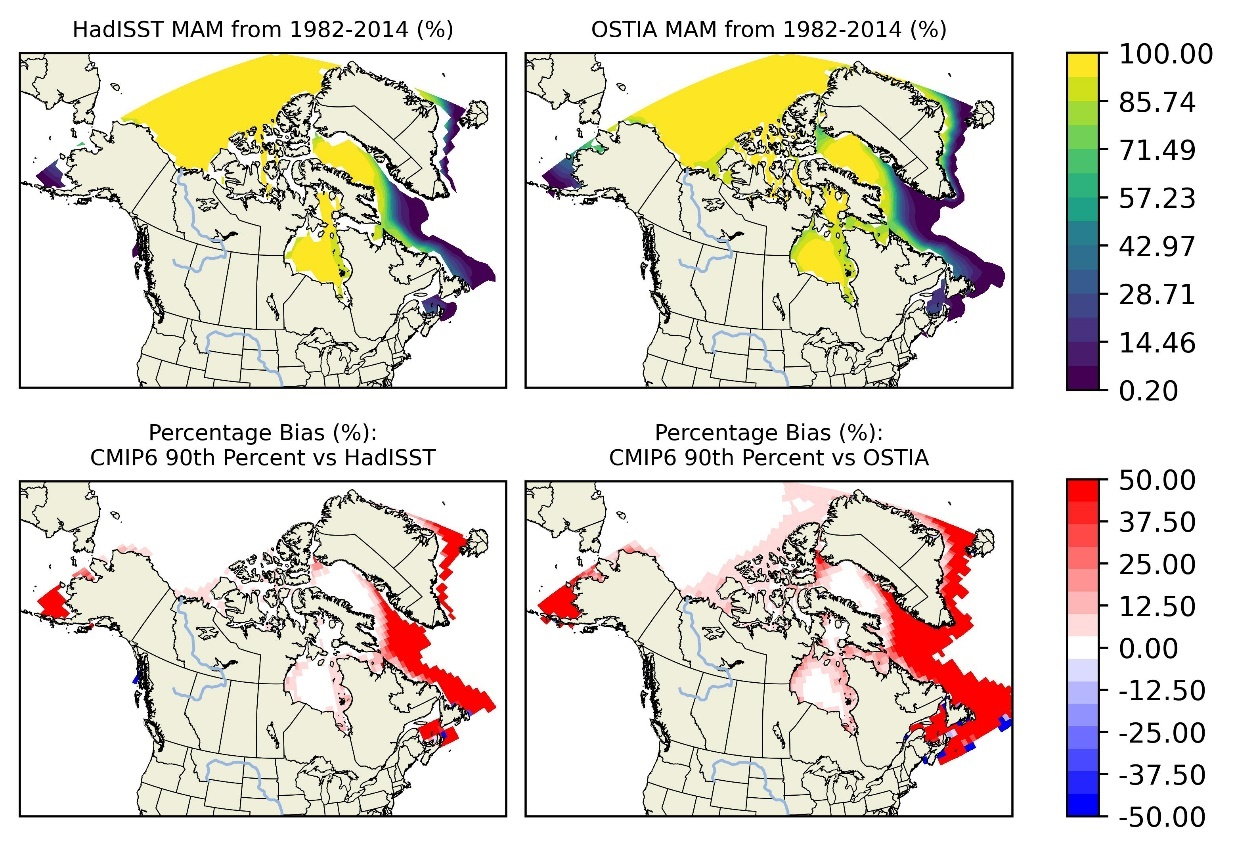 HadISST MAM from 1982-2014 (%)
OSTIA MAM from 1982-2014 (%)
100.00
85.74
71.49
57.23
42.97
28.71
14.46
0.20
Percentage Bias (%):
CMIP6 90th Percent vs HadISST
Percentage Bias (%):
CMIP6 90th Percent vs OSTIA
50.00
37.50
25.00
12.50
0.00
-12.50
-25.00
-37.50
-50.00